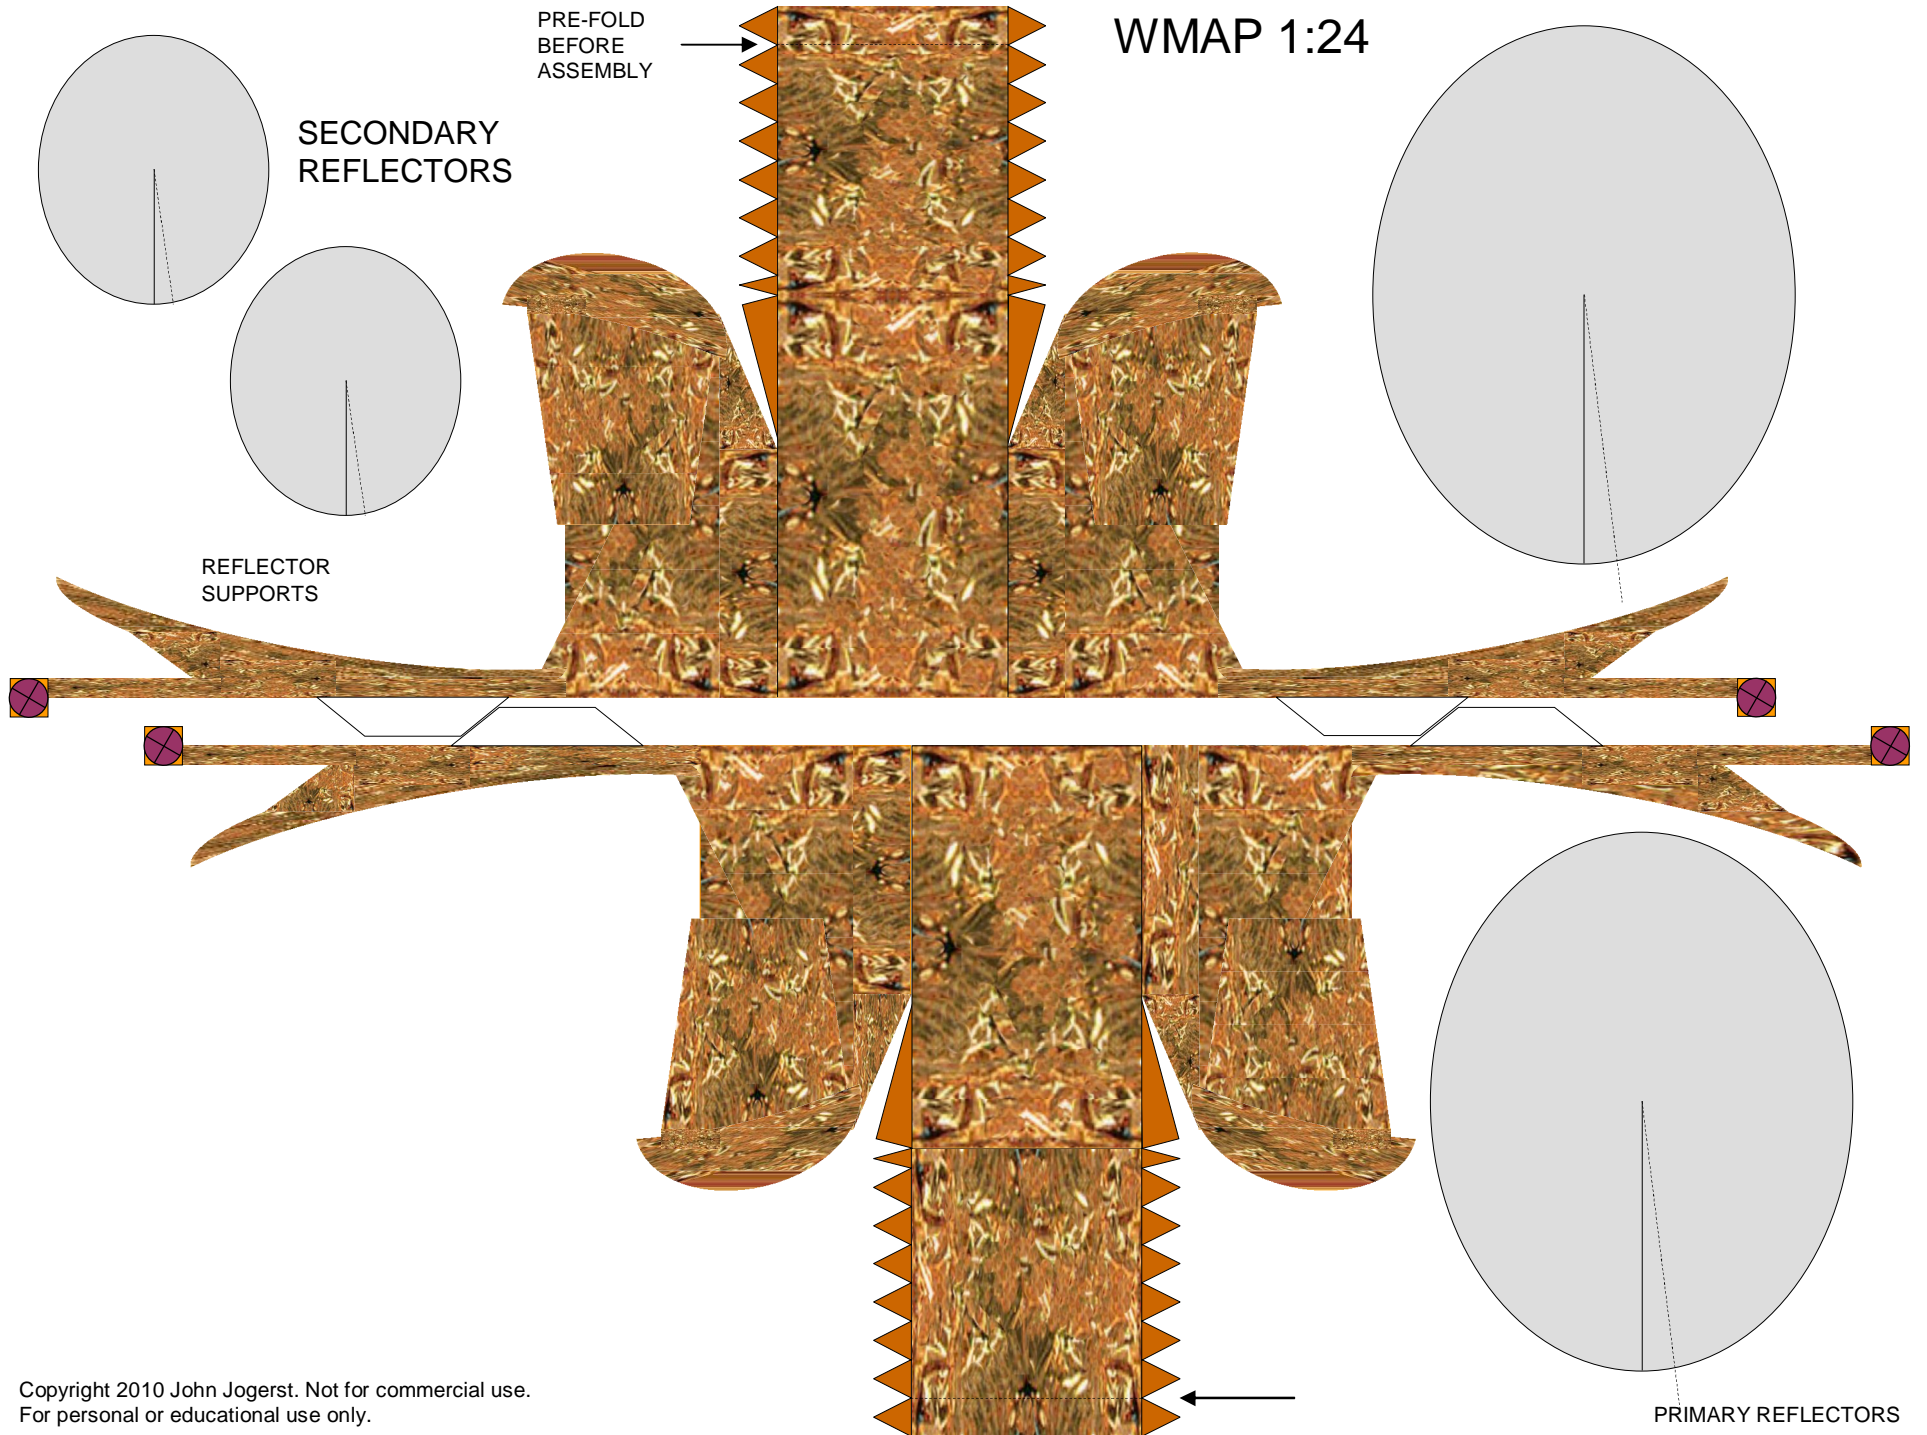 PRE-FOLD
BEFORE
ASSEMBLY
WMAP 1:24
SECONDARY
REFLECTORS
REFLECTOR
SUPPORTS
Copyright 2010 John Jogerst. Not for commercial use.
For personal or educational use only.
PRIMARY REFLECTORS